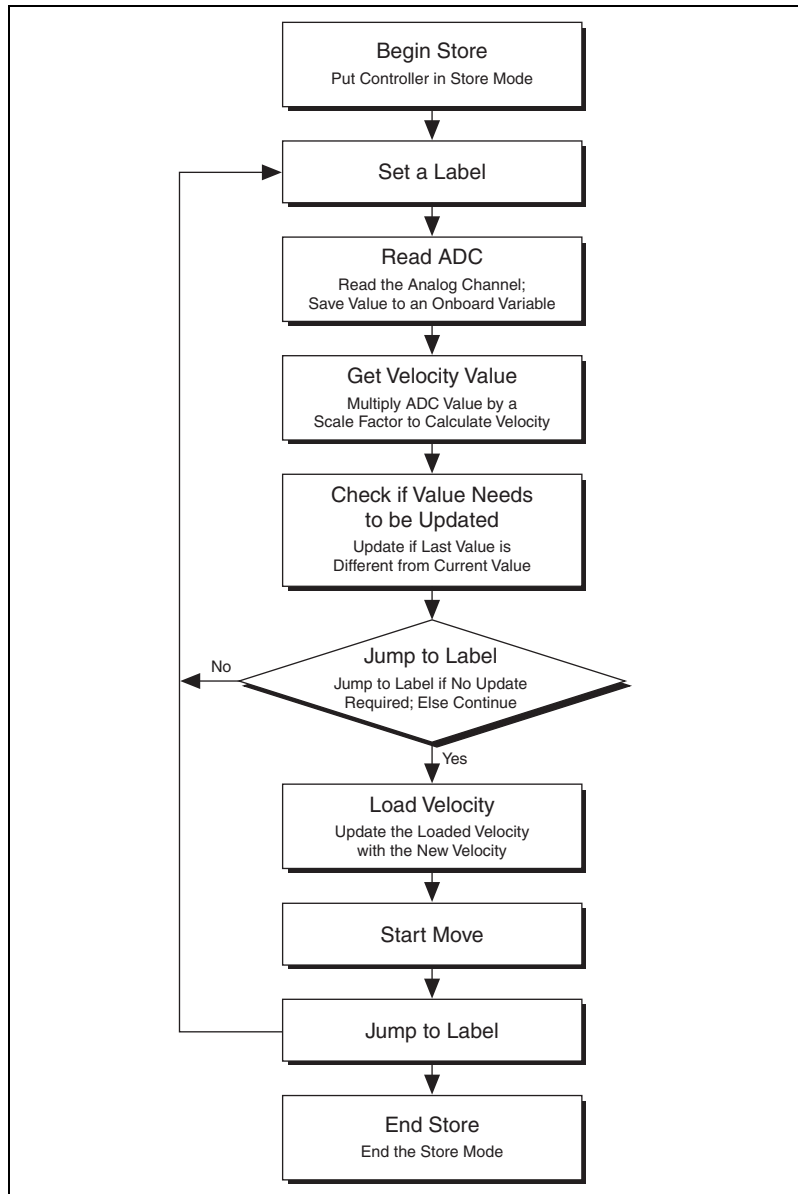 Begin Store
Put Controller in Store Mode
Set a Label
Read ADC
Read the Analog Channel;
Save Value to an Onboard Variable
Get Velocity Value
Multiply ADC Value by a
Scale Factor to Calculate Velocity
Check if Value Needs
to be Updated
Update if Last Value is
Different from Current Value
No
Jump to Label
Jump to Label if No Update
Required; Else Continue
Yes
Load Velocity
Update the Loaded Velocity
with the New Velocity
Start Move
Jump to Label
End Store
End the Store Mode